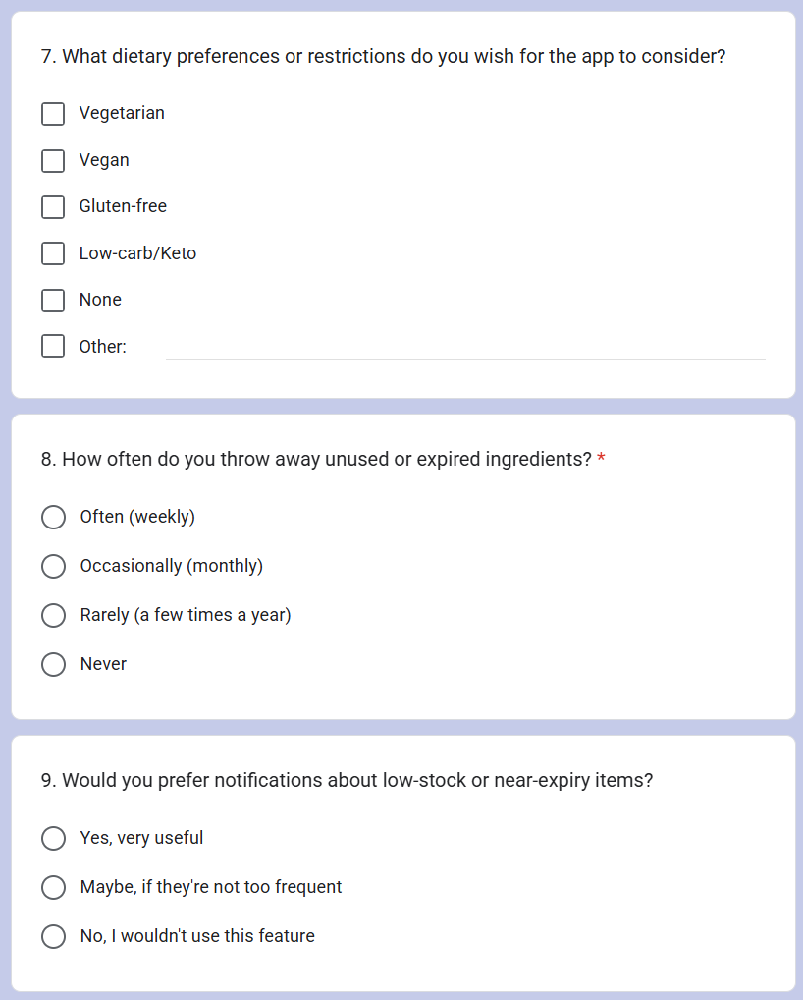 7. What dietary preferences or restrictions do you wish for the app to consider?
Vegetarian
Vegan
Gluten-free
Low-carb/Keto
None
Other:
8. How often do you throw away unused or expired ingredients? *
Often (weekly)
Occasionally (monthly)
Rarely (a few times a year)
Never
9. Would you prefer notifications about low-stock or near-expiry items?
Yes, very useful
Maybe, if they're not too frequent
No, I wouldn't use this feature